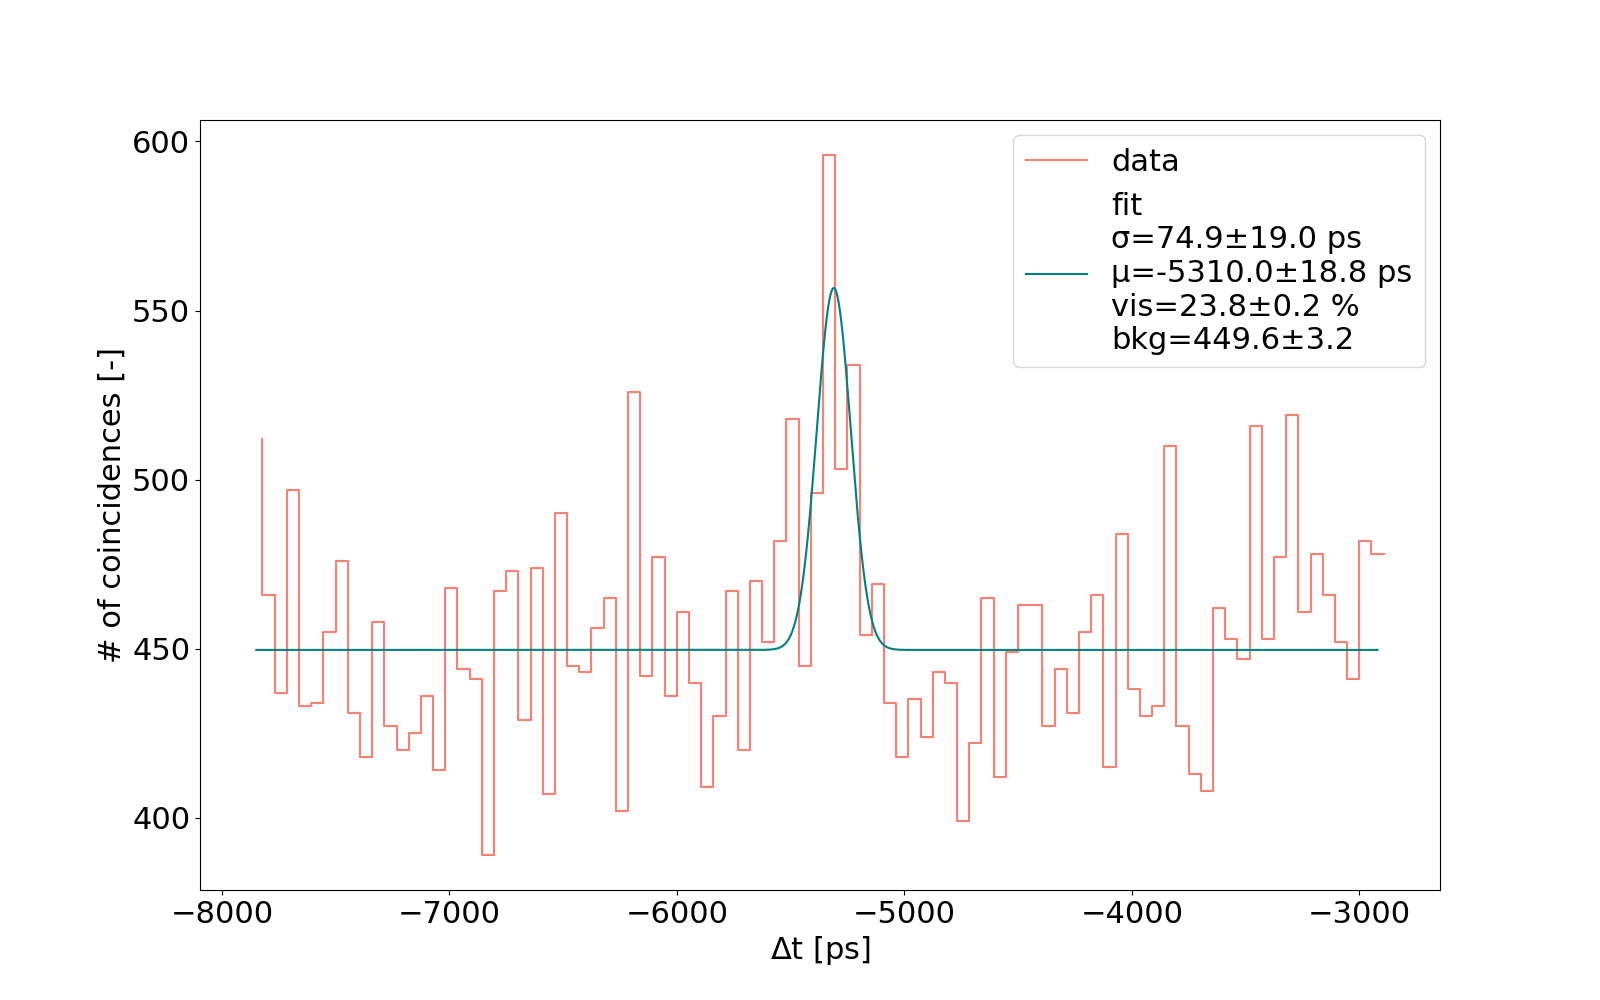 600
550
500
450
400
# of coincidences [-]
data
fit
σ=74.9±19.0 ps
μ=-5310.0±18.8 ps
vis=23.8±0.2 %
bkg=449.6±3.2
−8000 −7000 −6000 −5000 −4000 −3000
Δt [ps]